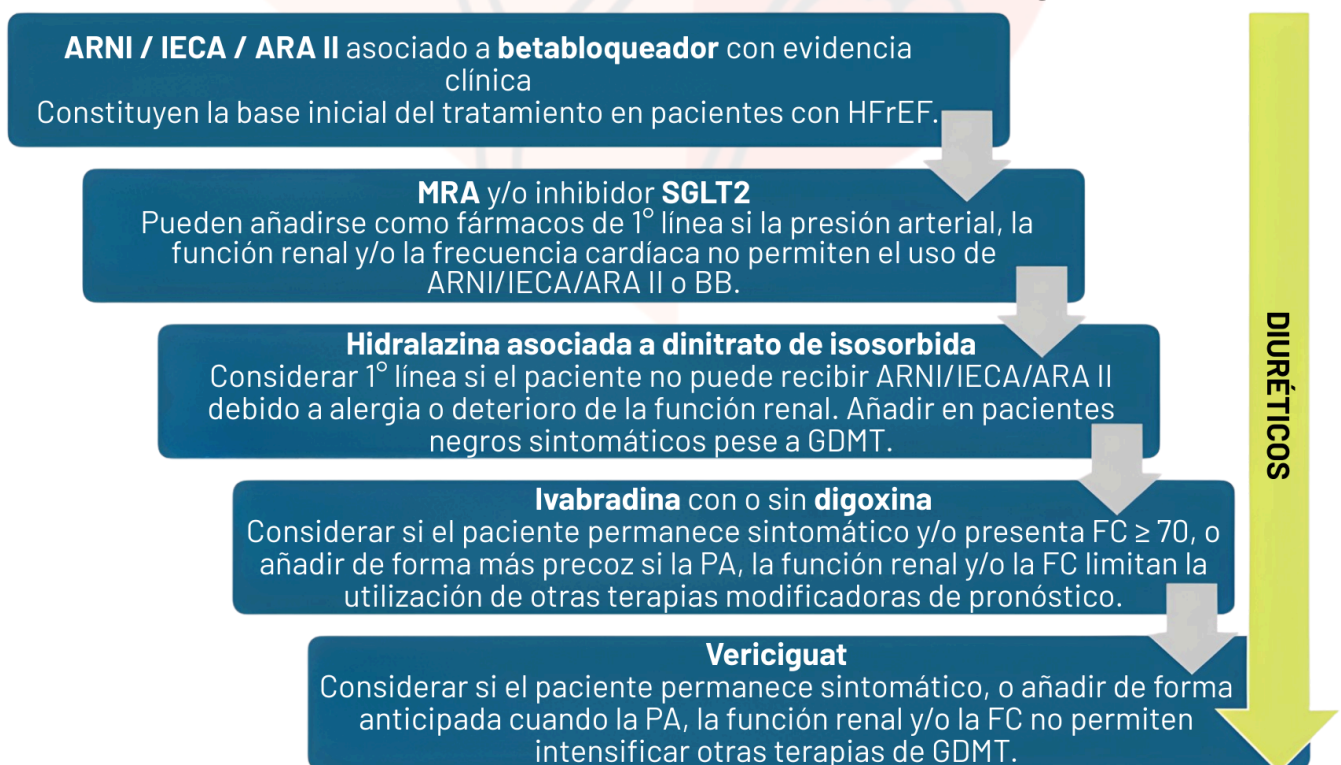 ARNI / IECA / ARA II asociado a betabloqueador con evidencia
clínica
Constituyen la base inicial del tratamiento en pacientes con HFrEF.
MRA y/o inhibidor SGLT2
Pueden añadirse como fármacos de 1° línea si la presión arterial, la
función renal y/o la frecuencia cardíaca no permiten el uso de
ARNI/IECA/ARA II o BB.
Hidralazina asociada a dinitrato de isosorbida
Considerar 1° línea si el paciente no puede recibir ARNI/IECA/ARA II
debido a alergia o deterioro de la función renal. Añadir en pacientes
negros sintomáticos pese a GDMT.
Ivabradina con o sin digoxina
Considerar si el paciente permanece sintomático y/o presenta FC ≥ 70, o
añadir de forma más precoz si la PA, la función renal y/o la FC limitan la
utilización de otras terapias modificadoras de pronóstico.
Vericiguat
Considerar si el paciente permanece sintomático, o añadir de forma
anticipada cuando la PA, la función renal y/o la FC no permiten
intensificar otras terapias de GDMT.
DIURÉTICOS